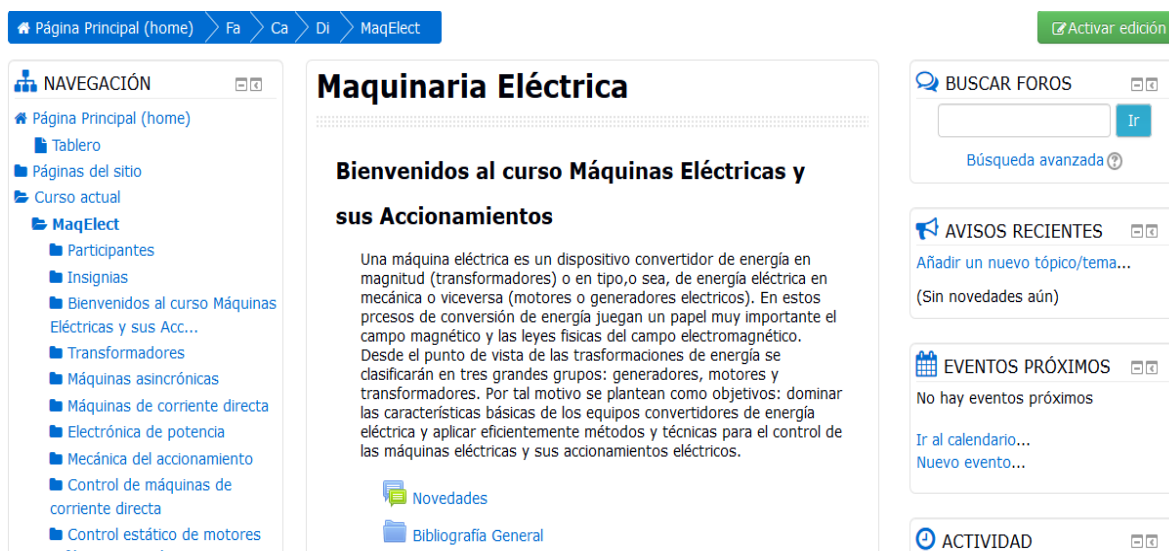 Página Principal (home) Fa Ca Di MaqElect
Activar edición
NAVEGACIÓN
Página Principal (home)
Tablero
Páginas del sitio
Curso actual
MaqElect
Participantes
Insignias
Bienvenidos al curso Máquinas
Eléctricas y sus Acc...
Transformadores
Máquinas asincrónicas
Máquinas de corriente directa
Electrónica de potencia
Mecánica del accionamiento
Control de máquinas de
corriente directa
Control estático de motores
Maquinaria Eléctrica
Bienvenidos al curso Máquinas Eléctricas y
sus Accionamientos
Una máquina eléctrica es un dispositivo convertidor de energía en
magnitud (transformadores) o en tipo,o sea, de energía eléctrica en
mecánica o viceversa (motores o generadores electricos). En estos
prcesos de conversión de energía juegan un papel muy importante el
campo magnético y las leyes fisicas del campo electromagnético.
Desde el punto de vista de las trasformaciones de energía se
clasificarán en tres grandes grupos: generadores, motores y
transformadores. Por tal motivo se plantean como objetivos: dominar
las características básicas de los equipos convertidores de energía
eléctrica y aplicar eficientemente métodos y técnicas para el control de
las máquinas eléctricas y sus accionamientos eléctricos.
Novedades
Bibliografía General
BUSCAR FOROS
Ir
Búsqueda avanzada
AVISOS RECIENTES
Añadir un nuevo tópico/tema...
(Sin novedades aún)
EVENTOS PRÓXIMOS
No hay eventos próximos
Ir al calendario...
Nuevo evento...
ACTIVIDAD